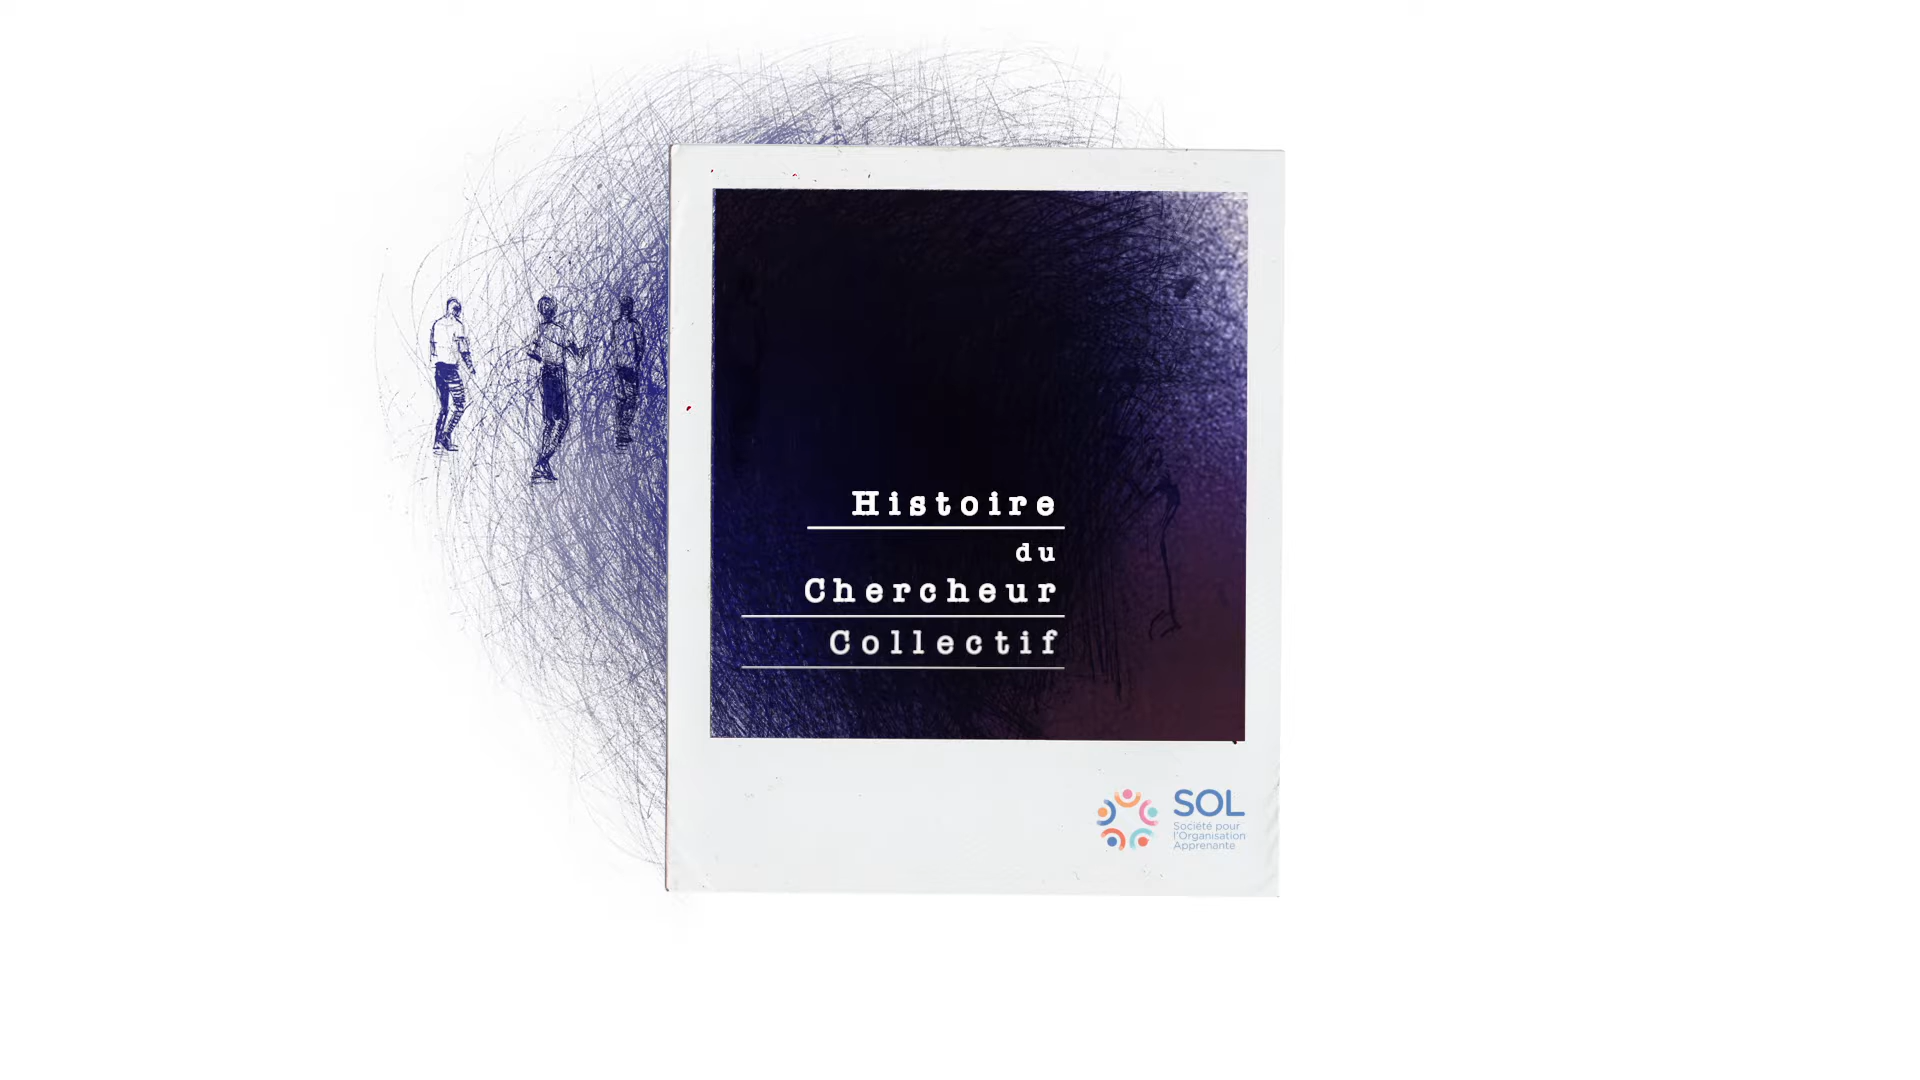 Histoire
du
Chercheur
Collectif
SOL
Société pour
l'Organisation
Apprenante